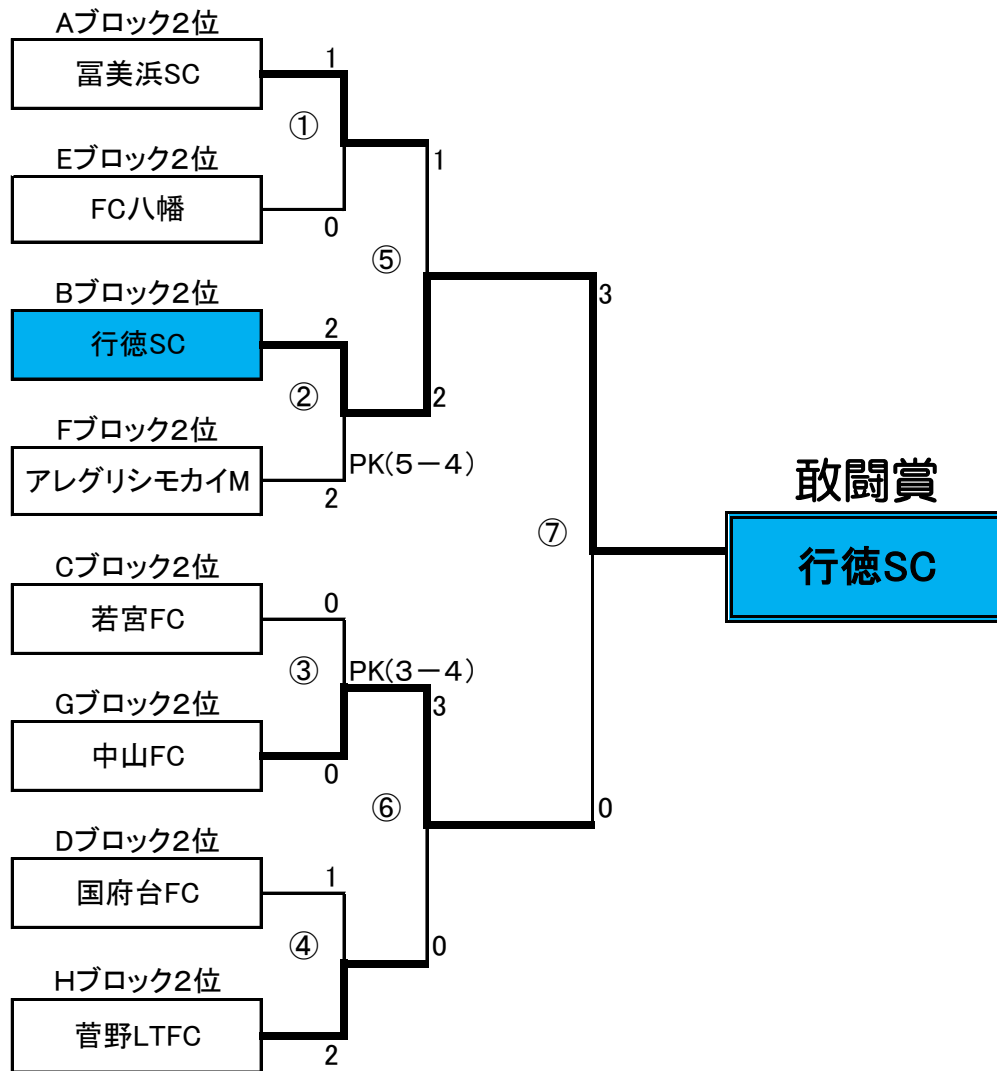 Aブロック２位
冨美浜SC
1
①
1
Eブロック２位
FC八幡
0
⑤
Bブロック２位
行徳SC
2
3
②
2
Fブロック２位
アレグリシモカイM
PK(５－４)
2
敢闘賞
⑦
行徳SC
Cブロック２位
若宮FC
0
③
PK(３－４)
3
Gブロック２位
中山FC
0
⑥
0
Dブロック２位
国府台FC
1
④
0
Hブロック２位
菅野LTFC
2